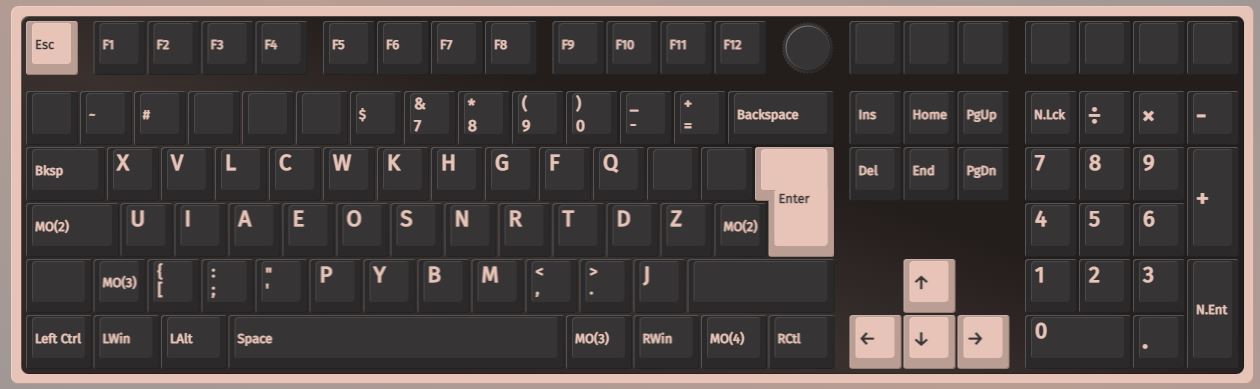 Esc F1 F2 F3 F4 F5 F6 F7 F8 F9 F10 F11 F12
~ # $ & 7 * 8 ( 9 ) 0 _ - + = Backspace Ins Home PgUp N.Lck ÷ × -
Bksp X V L C W K H G F Q Enter Del End PgDn 7 8 9 +
MO(2) U I A E O S N R T D Z MO(2) 4 5 6
MO(3) { [ : ; " ' P Y B M < , > . J ↑ 1 2 3 N.Ent
Left Ctrl LWin LAlt Space MO(3) RWin MO(4) RCtl ← ↓ → 0 .